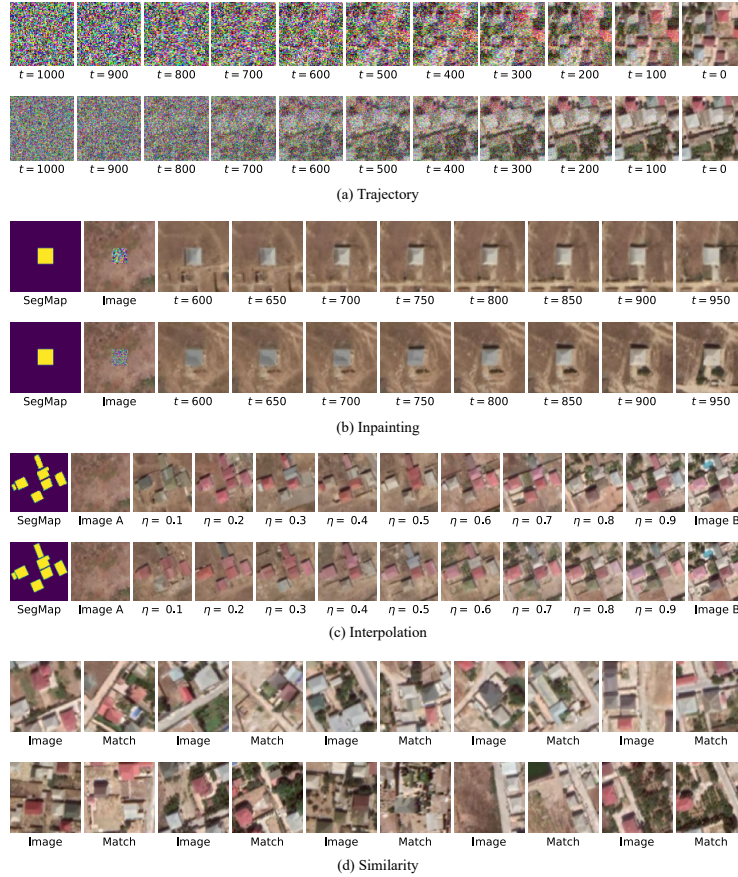 t = 1000 t = 900 t = 800 t = 700 t = 600 t = 500 t = 400 t = 300 t = 200 t = 100 t = 0
t = 1000 t = 900 t = 800 t = 700 t = 600 t = 500 t = 400 t = 300 t = 200 t = 100 t = 0
(a) Trajectory
SegMap Image t = 600 t = 650 t = 700 t = 750 t = 800 t = 850 t = 900 t = 950
SegMap Image t = 600 t = 650 t = 700 t = 750 t = 800 t = 850 t = 900 t = 950
(b) Inpainting
SegMap Image A η = 0.1 η = 0.2 η = 0.3 η = 0.4 η = 0.5 η = 0.6 η = 0.7 η = 0.8 η = 0.9 Image B
SegMap Image A η = 0.1 η = 0.2 η = 0.3 η = 0.4 η = 0.5 η = 0.6 η = 0.7 η = 0.8 η = 0.9 Image B
(c) Interpolation
Image Match Image Match Image Match Image Match Image Match
Image Match Image Match Image Match Image Match Image Match
(d) Similarity